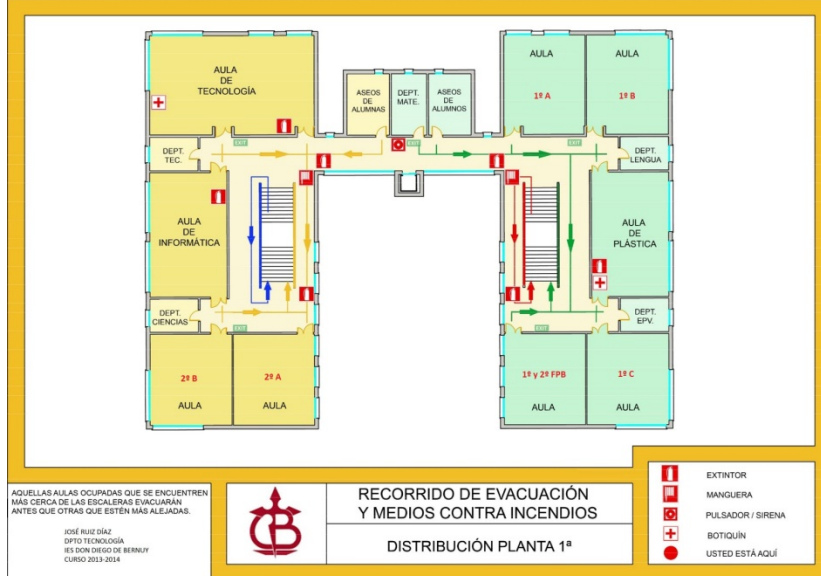 AULA
DE
TECNOLOGÍA
ASEOS
DE
ALUMNAS
DEPT.
MATE.
ASEOS
DE
ALUMNOS
AULA
1º A
AULA
1º B
EXIT
EXIT
EXIT
DEPT.
TEC.
DEPT.
LENGUA
AULA
DE
INFORMÁTICA
AULA
DE
PLÁSTICA
DEPT.
CIENCIAS
DEPT.
EPV.
EXIT
EXIT
2º B
AULA
2º A
AULA
1º y 2º FPB
AULA
1º C
AULA
AQUELLAS AULAS OCUPADAS QUE SE ENCUENTREN
MÁS CERCA DE LAS ESCALERAS EVACUARÁN
ANTES QUE OTRAS QUE ESTÉN MÁS ALEJADAS.
JOSÉ RUIZ DÍAZ
DPTO TECNOLOGÍA
IES DON DIEGO DE BERNUY
CURSO 2013-2014
RECORRIDO DE EVACUACIÓN
Y MEDIOS CONTRA INCENDIOS
DISTRIBUCIÓN PLANTA 1ª
EXTINTOR
MANGUERA
PULSADOR / SIRENA
BOTIQUÍN
USTED ESTÁ AQUÍ